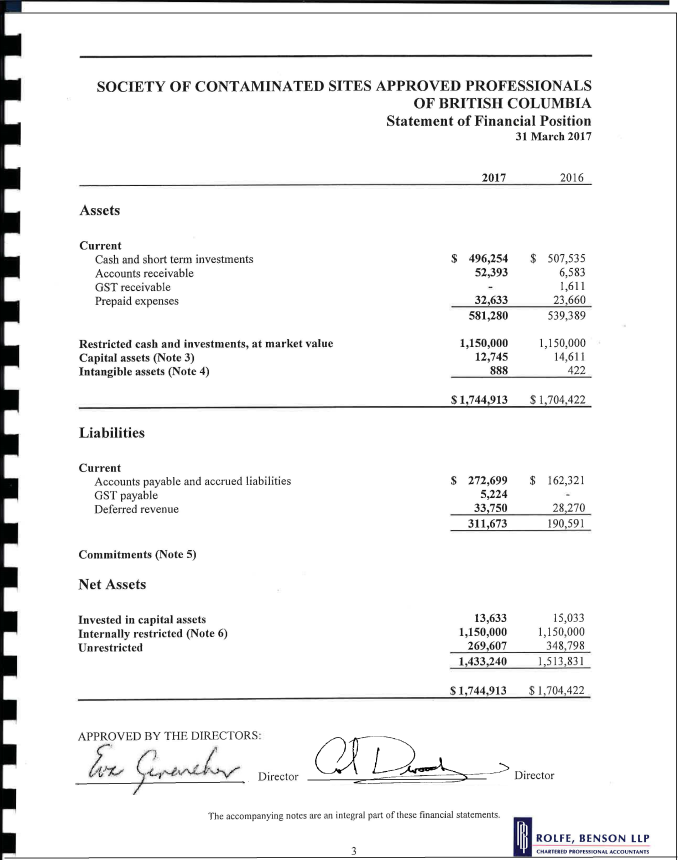 SOCIETY OF CONTAMINATED SITES APPROVED PROFESSIONALS
OF BRITISH COLUMBIA
Statement of Financial Position
31 March 2017
2017 2016
Assets
Current
Cash and short term investments $ 496,254 $ 507,535
Accounts receivable 52,393 6,583
GST receivable - 1,611
Prepaid expenses 32,633 23,660
581,280 539,389
Restricted cash and investments, at market value 1,150,000 1,150,000
Capital assets (Note 3) 12,745 14,611
Intangible assets (Note 4) 888 422
$ 1,744,913 $ 1,704,422
Liabilities
Current
Accounts payable and accrued liabilities $ 272,699 $ 162,321
GST payable 5,224 -
Deferred revenue 33,750 28,270
311,673 190,591
Commitments (Note 5)
Net Assets
Invested in capital assets 13,633 15,033
Internally restricted (Note 6) 1,150,000 1,150,000
Unrestricted 269,607 348,798
1,433,240 1,513,831
$ 1,744,913 $ 1,704,422
APPROVED BY THE DIRECTORS:
Director Director
The accompanying notes are an integral part of these financial statements.
3
ROLFE, BENSON LLP
CHARTERED PROFESSIONAL ACCOUNTANTS